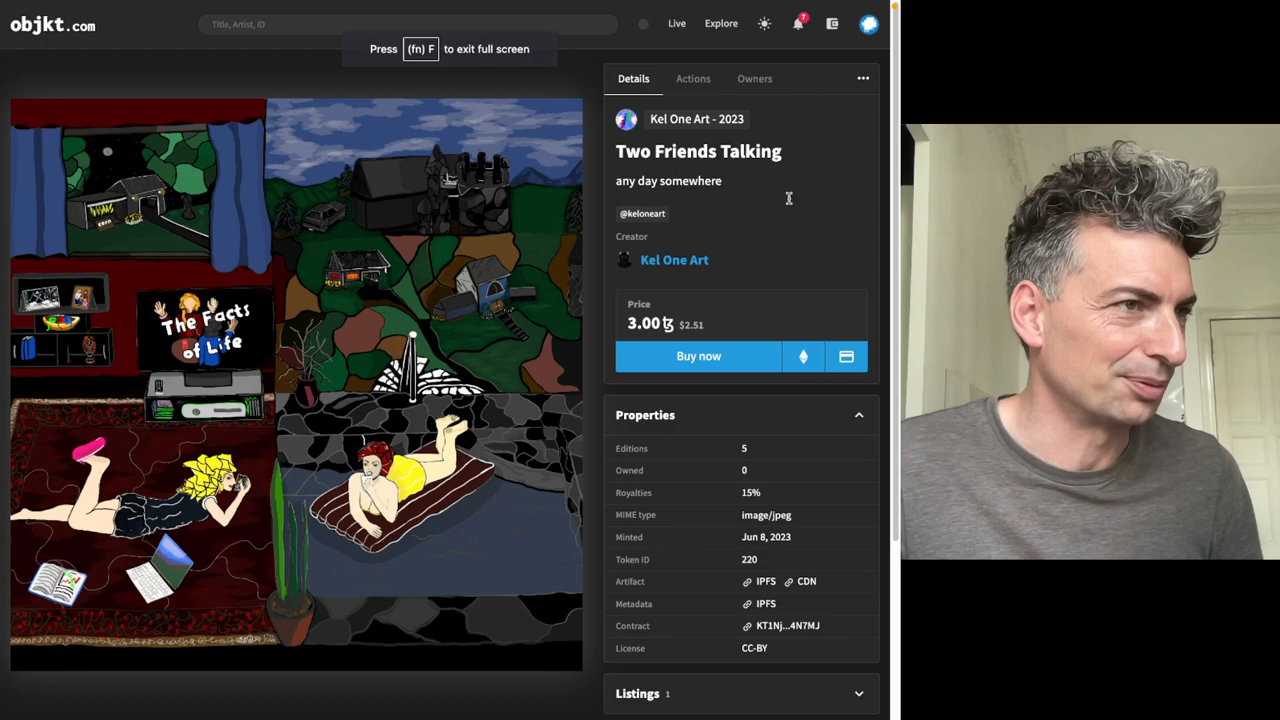 objkt.com
Title, Artist, ID
Live
Explore
7
Press (fn) F to exit full screen
Details
Actions
Owners
Kel One Art - 2023
Two Friends Talking
any day somewhere
@keloneart
Creator
Kel One Art
Price
3.00ꜩ $2.51
Buy now
Properties
Editions 5
Owned 0
Royalties 15%
MIME type image/jpeg
Minted Jun 8, 2023
Token ID 220
Artifact IPFS CDN
Metadata IPFS
Contract KT1Nj...4N7MJ
License CC-BY
Listings 1
corn
The Facts
of Life